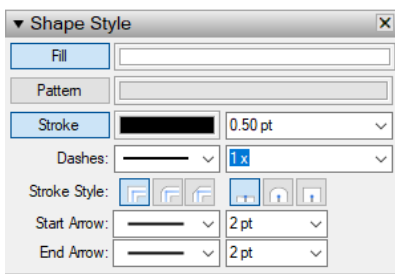 ▼ Shape Style
Fill
Pattern
Stroke 0.50 pt
Dashes: 1 x
Stroke Style:
Start Arrow: 2 pt
End Arrow: 2 pt